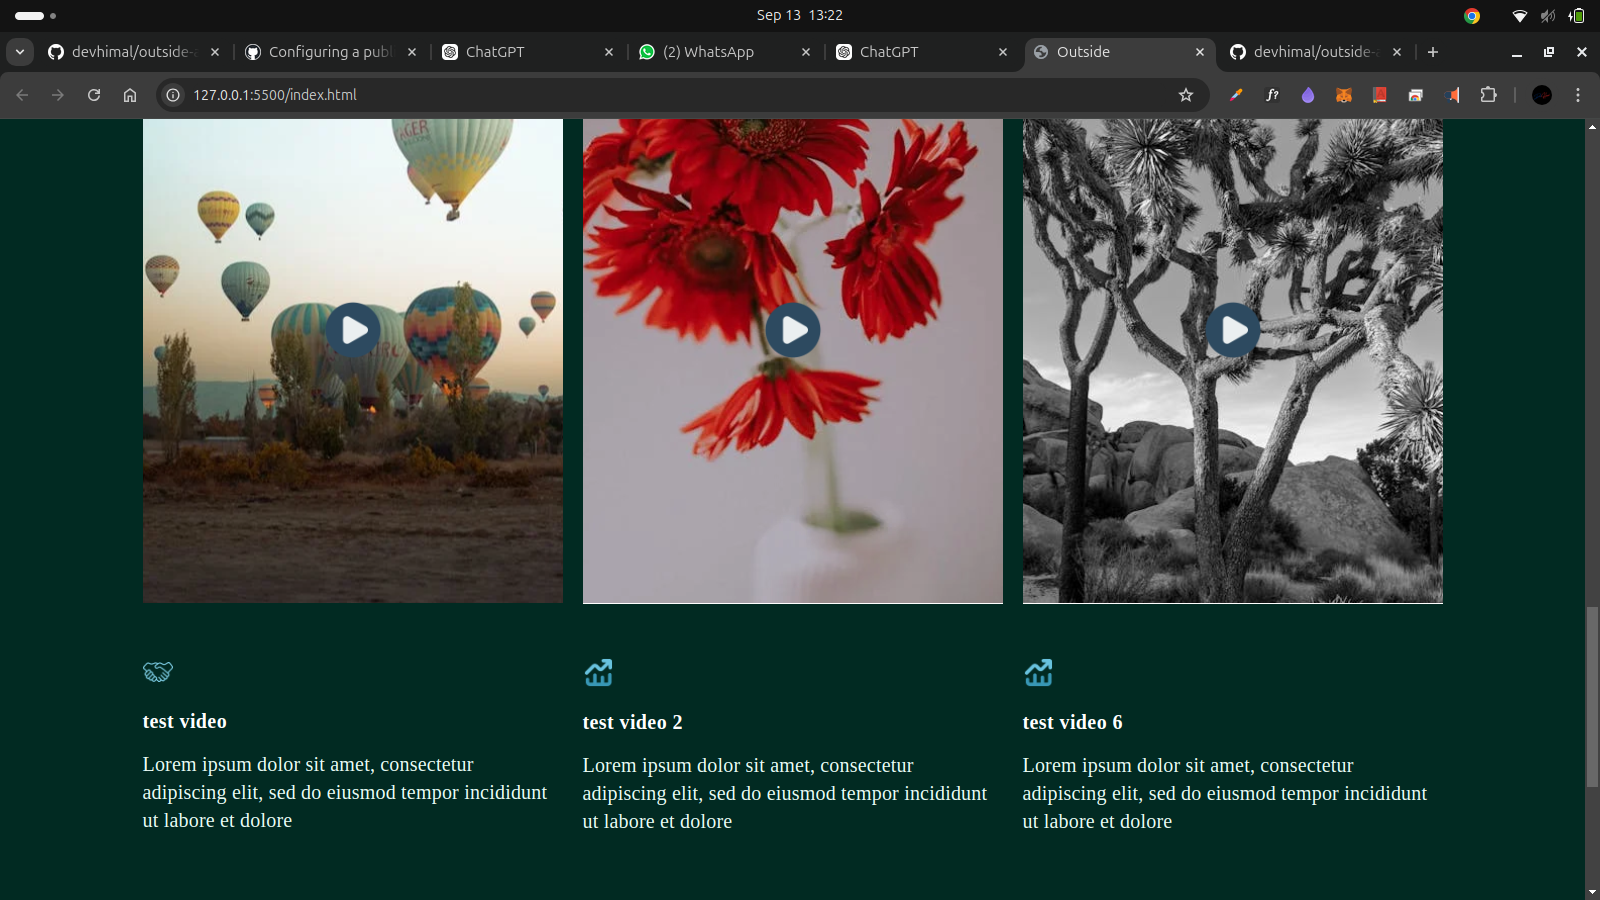 Sep 13 13:22
devhimal/outside-a
Configuring a publ
ChatGPT
(2) WhatsApp
ChatGPT
Outside
devhimal/outside-a
127.0.0.1:5500/index.html
f?
test video
Lorem ipsum dolor sit amet, consectetur
adipiscing elit, sed do eiusmod tempor incididunt
ut labore et dolore
test video 2
Lorem ipsum dolor sit amet, consectetur
adipiscing elit, sed do eiusmod tempor incididunt
ut labore et dolore
test video 6
Lorem ipsum dolor sit amet, consectetur
adipiscing elit, sed do eiusmod tempor incididunt
ut labore et dolore